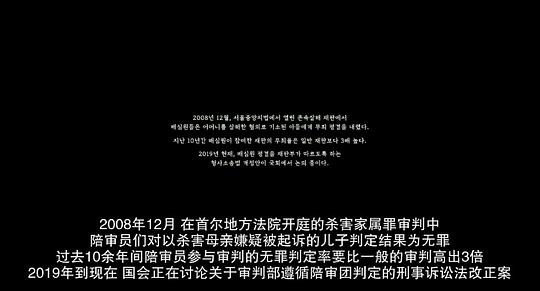 2008년 12월, 서울중앙지법에서 열린 존속살해 재판에서
배심원들은 어머니를 살해한 혐의로 기소된 아들에게 무죄 평결을 내렸다.
지난 10년간 배심원이 참여한 재판의 무죄율은 일반 재판보다 3배 높다.
2019년 현재, 배심원 평결을 재판부가 따르도록 하는
형사소송법 개정안이 국회에서 논의 중이다.
2008年12月 在首尔地方法院开庭的杀害家属罪审判中
陪审员们对以杀害母亲嫌疑被起诉的儿子判定结果为无罪
过去10余年间陪审员参与审判的无罪判定率要比一般的审判高出3倍
2019年到现在 国会正在讨论关于审判部遵循陪审团判定的刑事诉讼法改正案